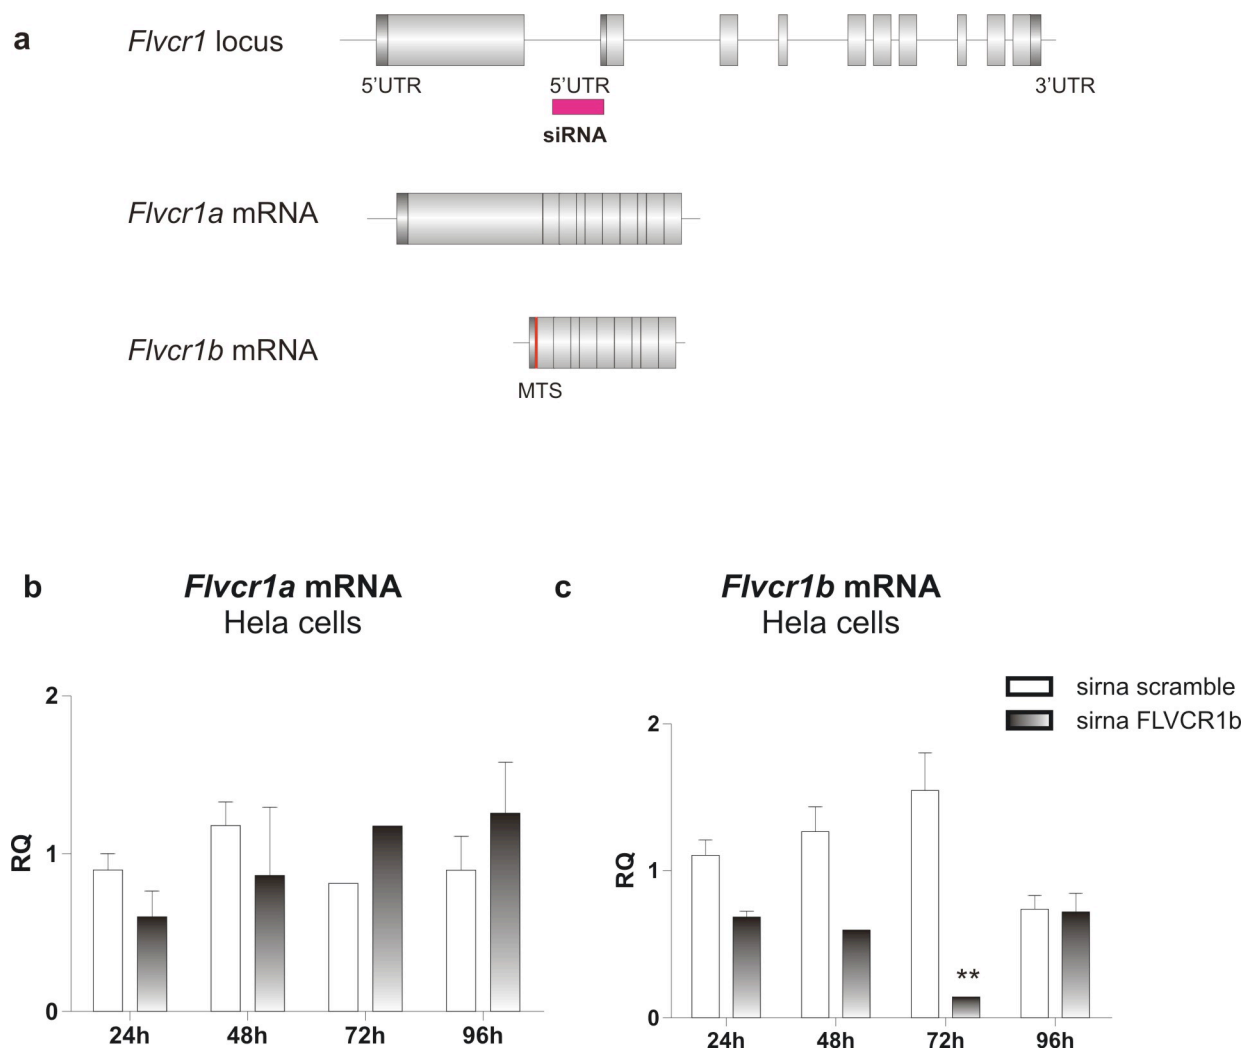 a
Flvcr1 locus
5'UTR 5'UTR 3'UTR
siRNA
Flvcr1a mRNA
Flvcr1b mRNA
MTS
b
Flvcr1a mRNA
Hela cells
2
1
0
RQ
24h 48h 72h 96h
c
Flvcr1b mRNA
Hela cells
sirna scramble
sirna FLVCR1b
2
1
0
RQ
**
24h 48h 72h 96h